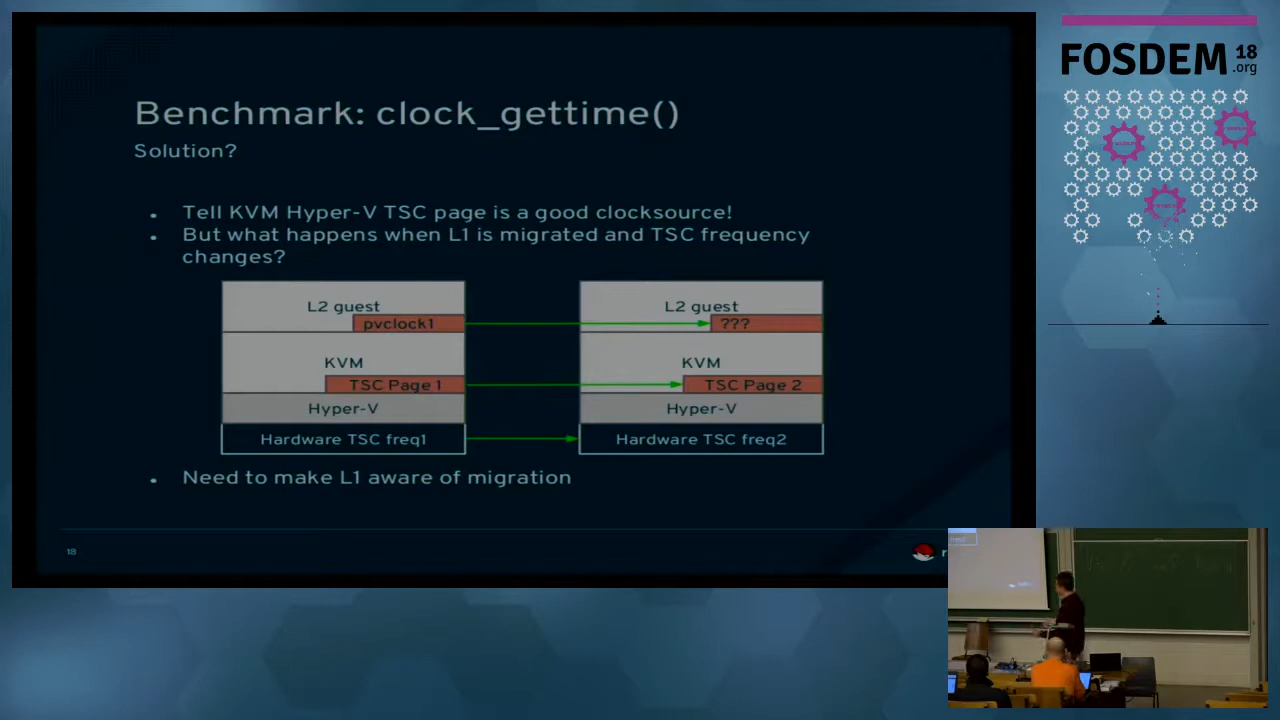 Benchmark: clock_gettime()
Solution?
• Tell KVM Hyper-V TSC page is a good clocksource!
• But what happens when L1 is migrated and TSC frequency
changes?
L2 guest
pvclock1
KVM
TSC Page 1
Hyper-V
Hardware TSC freq1
L2 guest
???
KVM
TSC Page 2
Hyper-V
Hardware TSC freq2
• Need to make L1 aware of migration
18
FOSDEM 18
.org